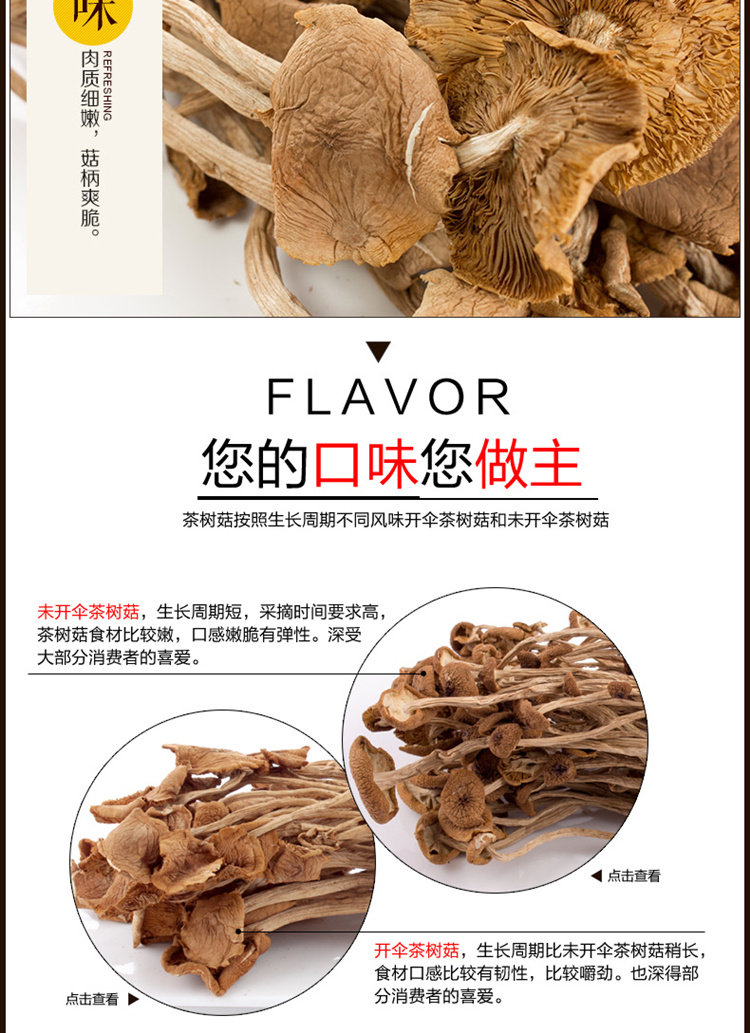 味
REFRESHING
肉质细嫩，菇柄爽脆。
FLAVOR
您的口味您做主
茶树菇按照生长周期不同风味开伞茶树菇和未开伞茶树菇
未开伞茶树菇，生长周期短，采摘时间要求高，
茶树菇食材比较嫩，口感嫩脆有弹性。深受
大部分消费者的喜爱。
点击查看
开伞茶树菇，生长周期比未开伞茶树菇稍长，
食材口感比较有韧性，比较嚼劲。也深得部
分消费者的喜爱。
点击查看